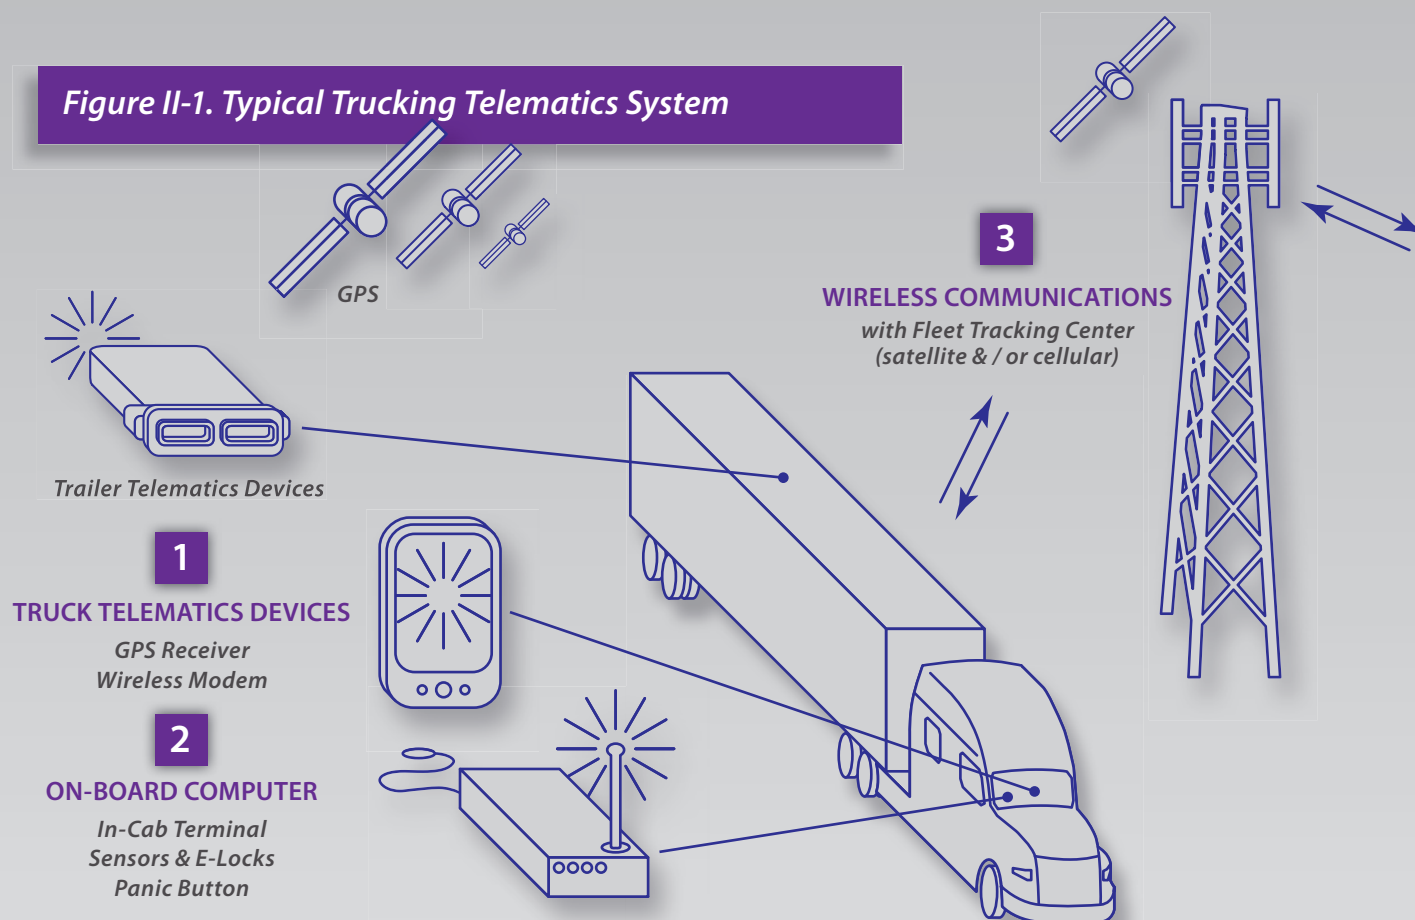 Figure II-1. Typical Trucking Telematics System
GPS
3
WIRELESS COMMUNICATIONS
with Fleet Tracking Center
(satellite & / or cellular)
Trailer Telematics Devices
1
TRUCK TELEMATICS DEVICES
GPS Receiver
Wireless Modem
2
ON-BOARD COMPUTER
In-Cab Terminal
Sensors & E-Locks
Panic Button